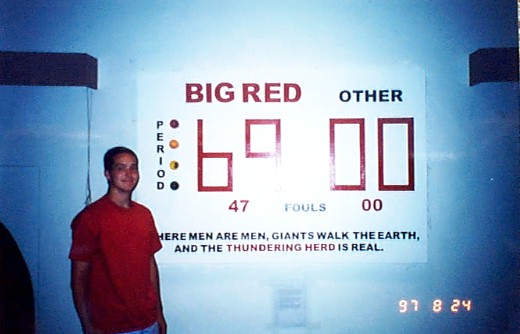 BIG RED OTHER
PERIOD
69 00
47 FOULS 00
HERE MEN ARE MEN, GIANTS WALK THE EARTH,
AND THE THUNDERING HERD IS REAL.
97 8 24